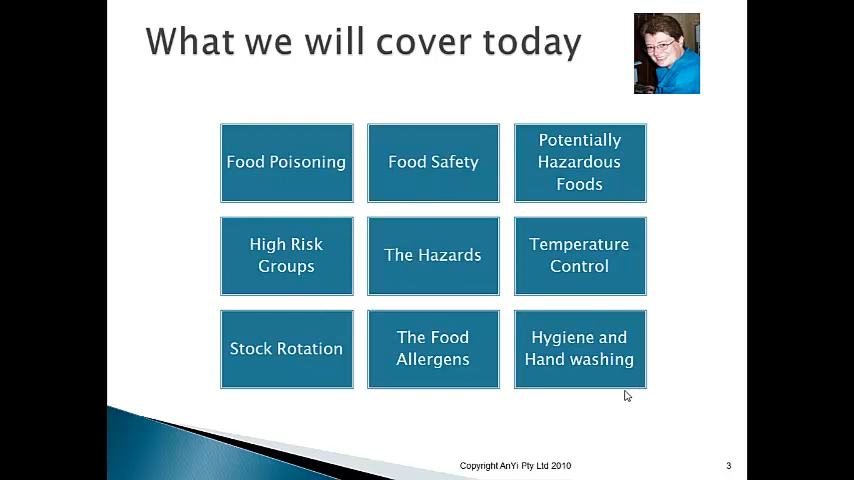 What we will cover today
Food Poisoning
Food Safety
Potentially
Hazardous
Foods
High Risk
Groups
The Hazards
Temperature
Control
Stock Rotation
The Food
Allergens
Hygiene and
Hand washing
Copyright AnYi Pty Ltd 2010
3